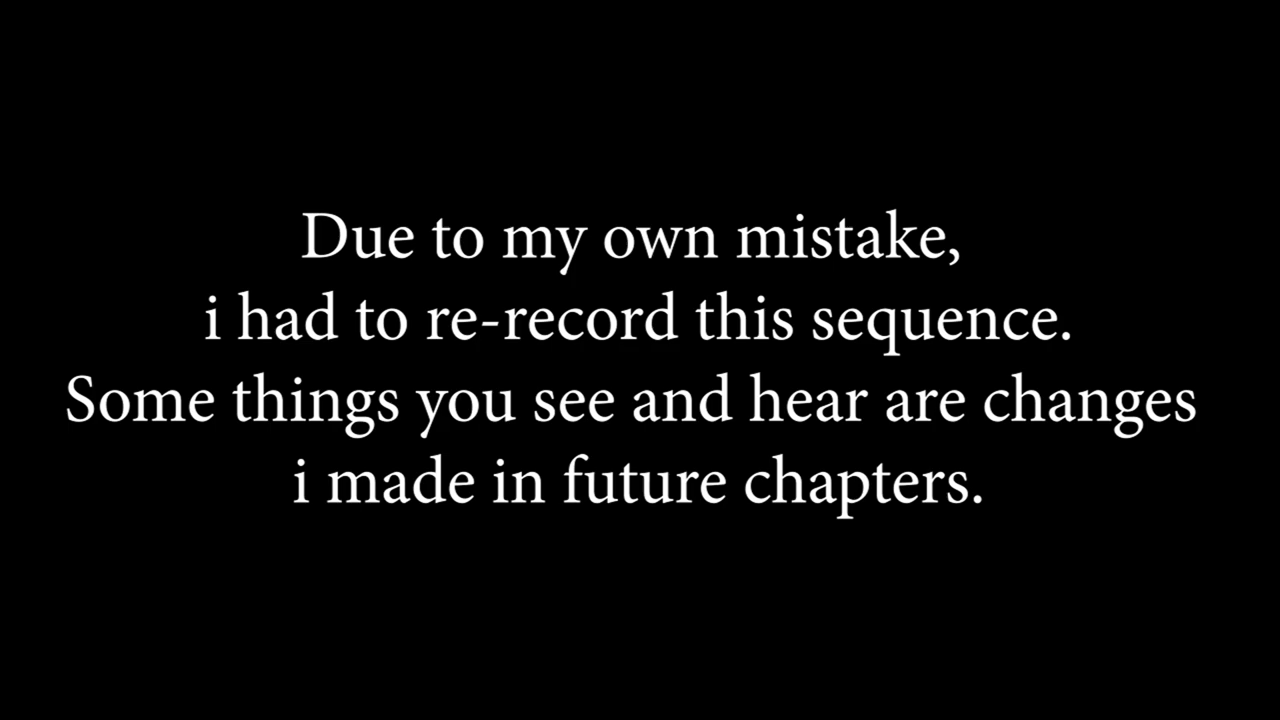 Due to my own mistake,
i had to re-record this sequence.
Some things you see and hear are changes
i made in future chapters.